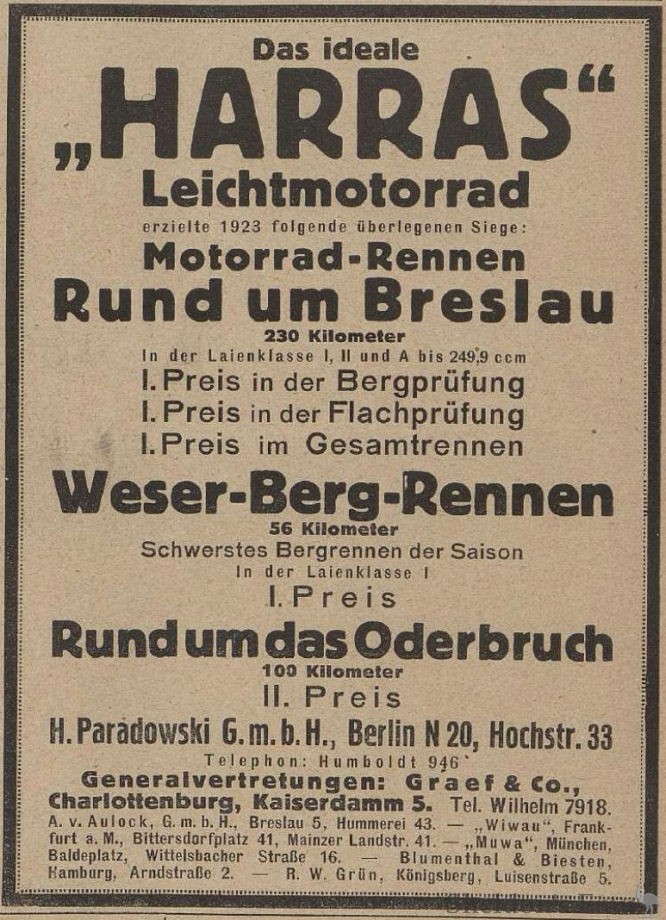 Das ideale
„HARRAS“
Leichtmotorrad
erzielte 1923 folgende überlegenen Siege:
Motorrad-Rennen
Rund um Breslau
230 Kilometer
In der Laienklasse I, II und A bis 249,9 ccm
I. Preis in der Bergprüfung
I. Preis in der Flachprüfung
I. Preis im Gesamtrennen
Weser-Berg-Rennen
56 Kilometer
Schwerstes Bergrennen der Saison
In der Laienklasse I
I. Preis
Rund um das Oderbruch
100 Kilometer
II. Preis
H. Paradowski G. m. b. H., Berlin N 20, Hochstr. 33
Telephon: Humboldt 946
Generalvertretungen: Graef & Co.,
Charlottenburg, Kaiserdamm 5. Tel. Wilhelm 7918.
A. v. Aulock, G. m. b. H., Breslau 5, Hummerei 43. — „Wiwau“, Frank-
furt a. M., Bittersdorfplatz 41, Mainzer Landstr. 41. — „Muwa“, München,
Baldeplatz, Wittelsbacher Straße 16. — Blumenthal & Biesten,
Hamburg, Arndstraße 2. — R. W. Grün, Königsberg, Luisenstraße 5.